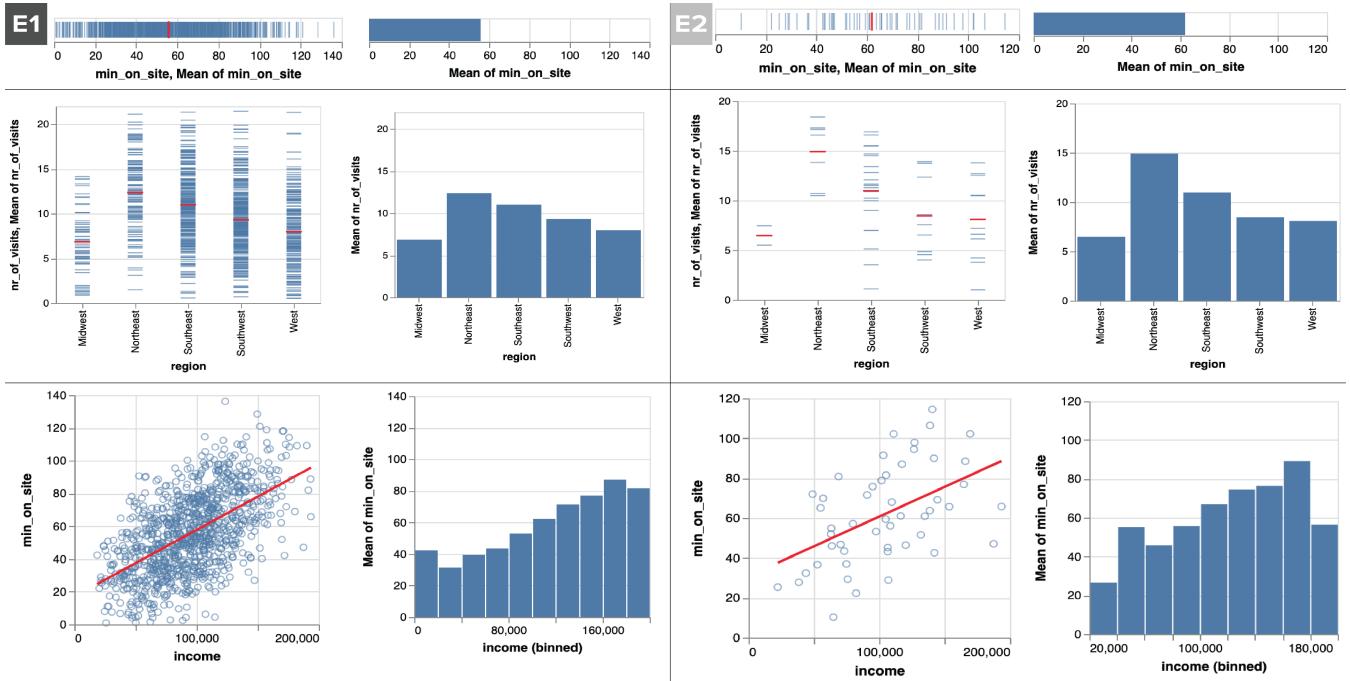 E1
0 20 40 60 80 100 120 140
min_on_site, Mean of min_on_site
0 20 40 60 80 100 120 140
Mean of min_on_site
E2
0 20 40 60 80 100 120
min_on_site, Mean of min_on_site
0 20 40 60 80 100 120
Mean of min_on_site
nr_of_visits, Mean of nr_of_visits
20
15
10
5
0
Midwest
Northeast
Southeast
Southwest
West
region
Mean of nr_of_visits
20
15
10
5
0
Midwest
Northeast
Southeast
Southwest
West
region
nr_of_visits, Mean of nr_of_visits
20
15
10
5
0
Midwest
Northeast
Southeast
Southwest
West
region
Mean of nr_of_visits
20
15
10
5
0
Midwest
Northeast
Southeast
Southwest
West
region
min_on_site
140
120
100
80
60
40
20
0
0 100,000 200,000
income
Mean of min_on_site
140
120
100
80
60
40
20
0
0 80,000 160,000
income (binned)
min_on_site
120
100
80
60
40
20
0
0 100,000 200,000
income
Mean of min_on_site
120
100
80
60
40
20
0
20,000 100,000 180,000
income (binned)